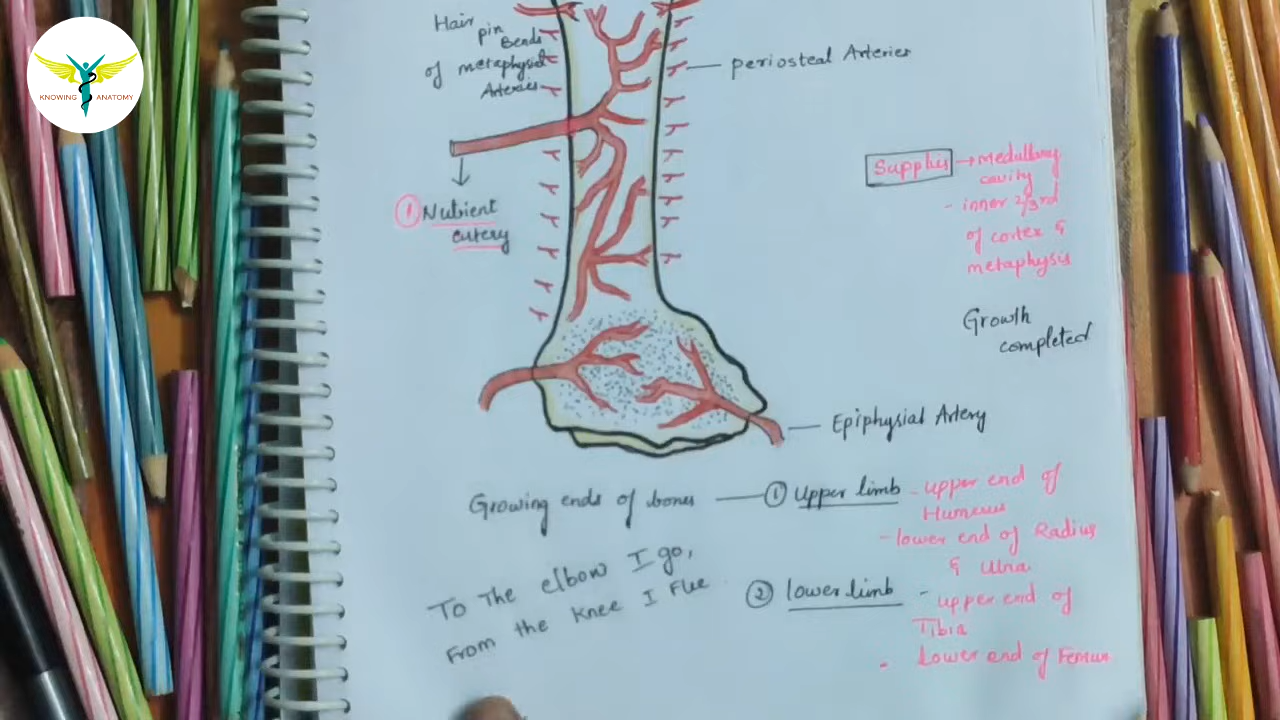 KNOWING ANATOMY
Hair
pin
Bends
of metaphysial
Arteries
periosteal Arteries
① Nutrient
artery
Supplies → medullary
cavity
- inner 2/3rd
of cortex &
metaphysis
Growth
completed
Epiphysial Artery
Growing ends of bones — ① Upper limb - upper end of
Humerus
- lower end of Radius
& Ulna
② lower limb - upper end of
Tibia
- Lower end of Femur
To The elbow I go,
From the Knee I Flee